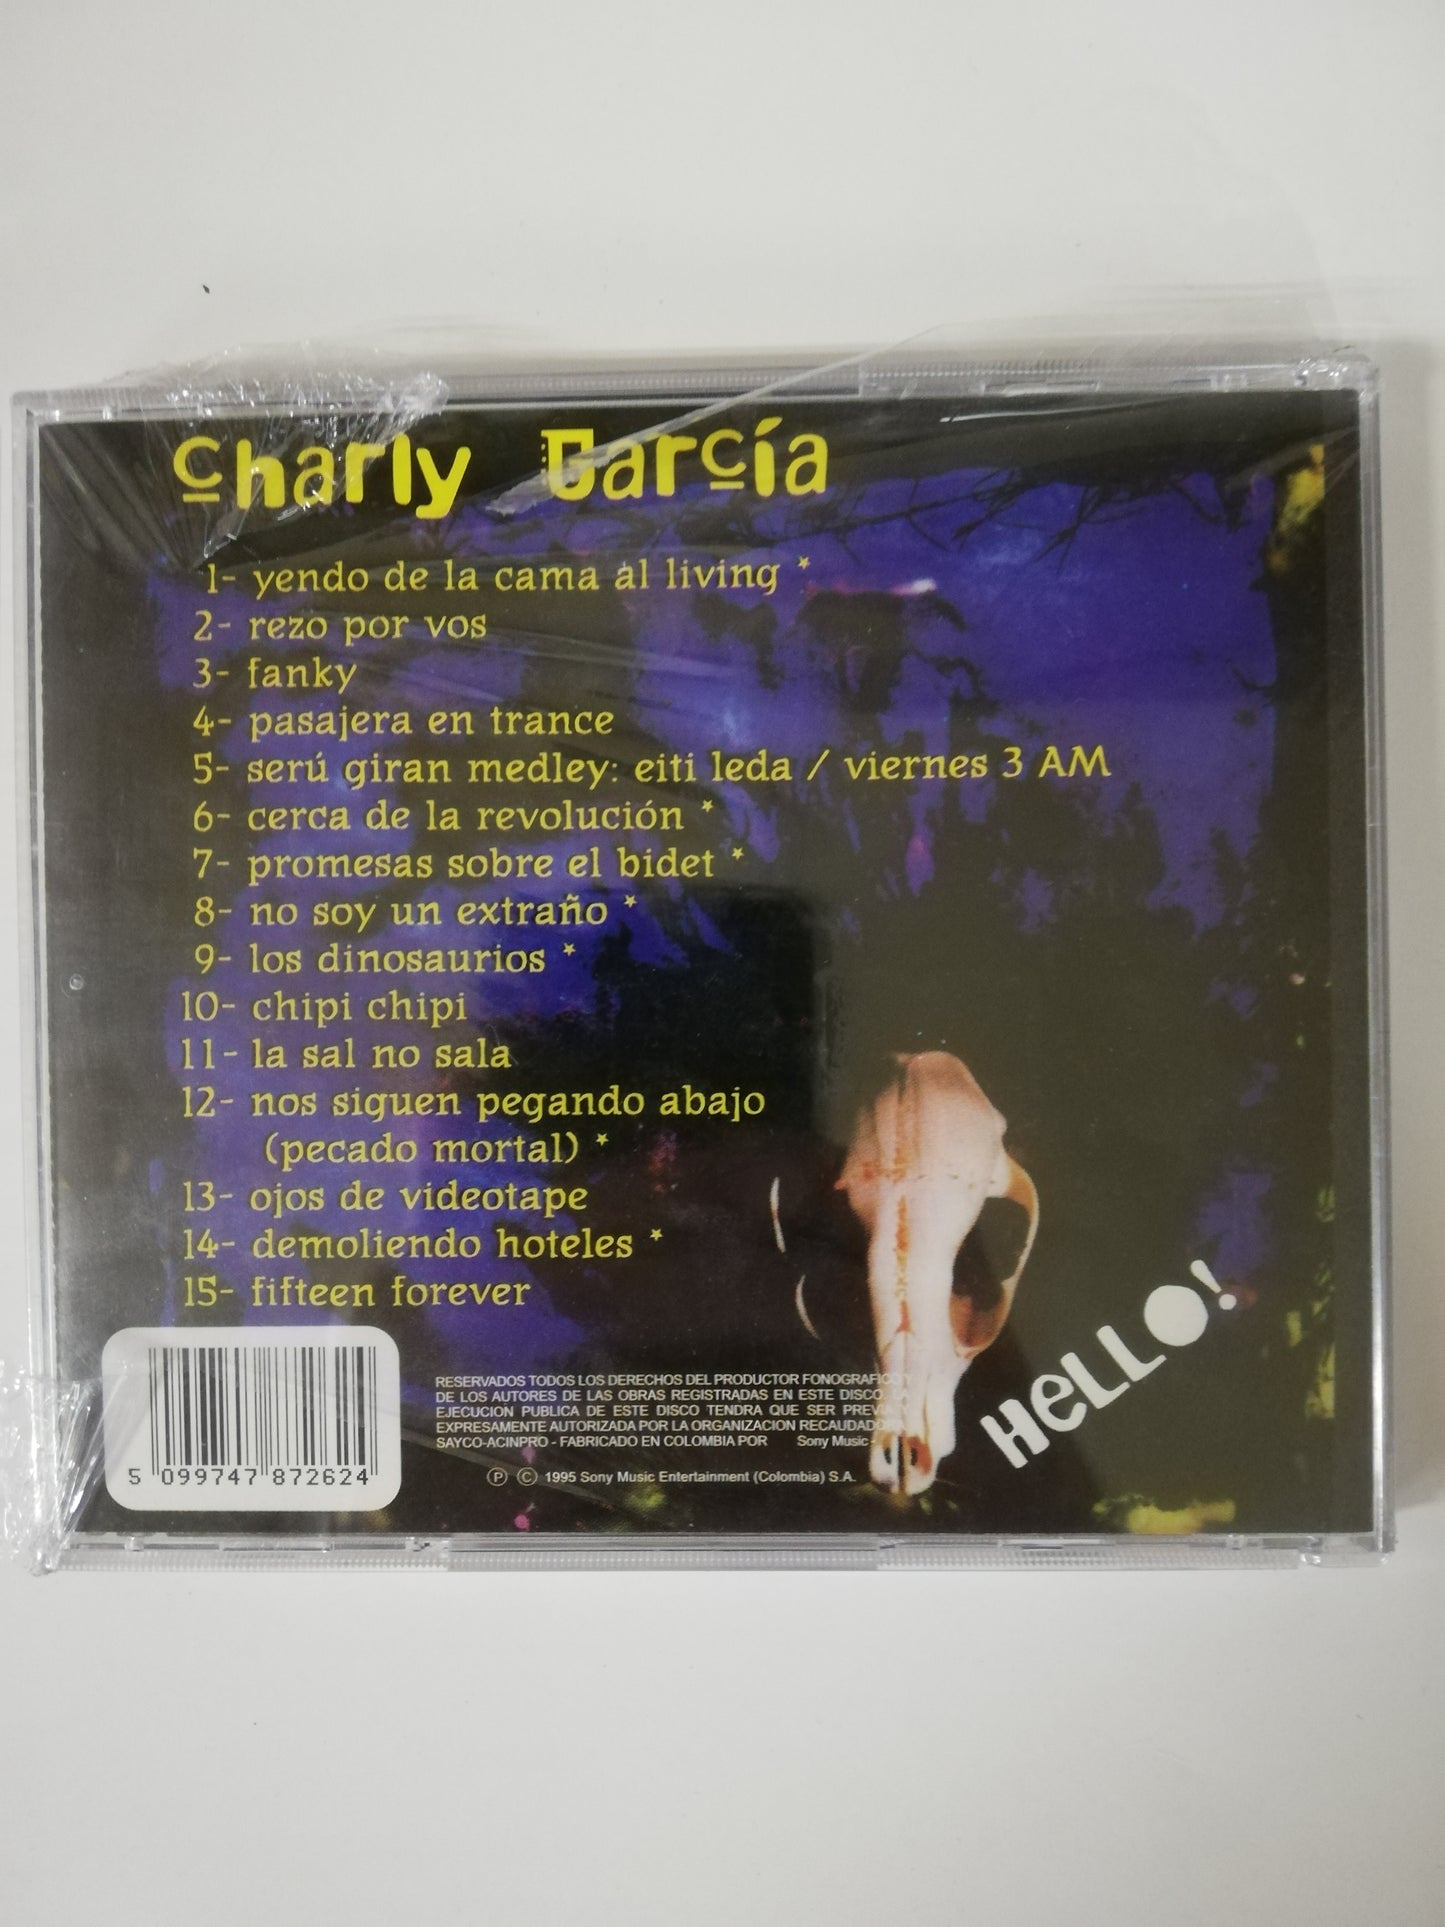 charly García
1- yendo de la cama al living *
2- rezo por vos
3- fanky
4- pasajera en trance
5- serú giran medley: eiti leda / viernes 3 AM
6- cerca de la revolución *
7- promesas sobre el bidet *
8- no soy un extraño *
9- los dinosaurios *
10- chipi chipi
11- la sal no sala
12- nos siguen pegando abajo
(pecado mortal) *
13- ojos de videotape
14- demoliendo hoteles *
15- fifteen forever
HeLLO!
RESERVADOS TODOS LOS DERECHOS DEL PRODUCTOR FONOGRAFICO Y
DE LOS AUTORES DE LAS OBRAS REGISTRADAS EN ESTE DISCO. LA
EJECUCION PUBLICA DE ESTE DISCO TENDRA QUE SER PREVIA Y
EXPRESAMENTE AUTORIZADA POR LA ORGANIZACION RECAUDADORA
SAYCO-ACINPRO - FABRICADO EN COLOMBIA POR Sony Music -
Ⓟ © 1995 Sony Music Entertainment (Colombia) S.A.
5 099747 872624